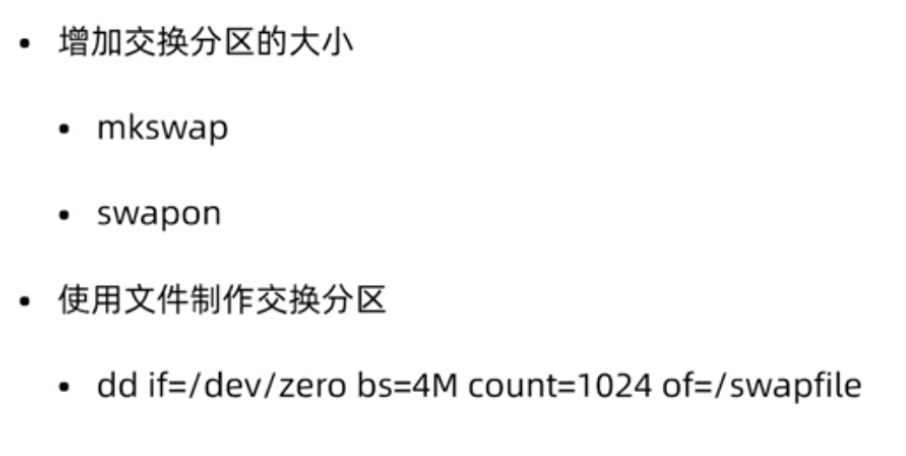 • 增加交换分区的大小
• mkswap
• swapon
• 使用文件制作交换分区
• dd if=/dev/zero bs=4M count=1024 of=/swapfile